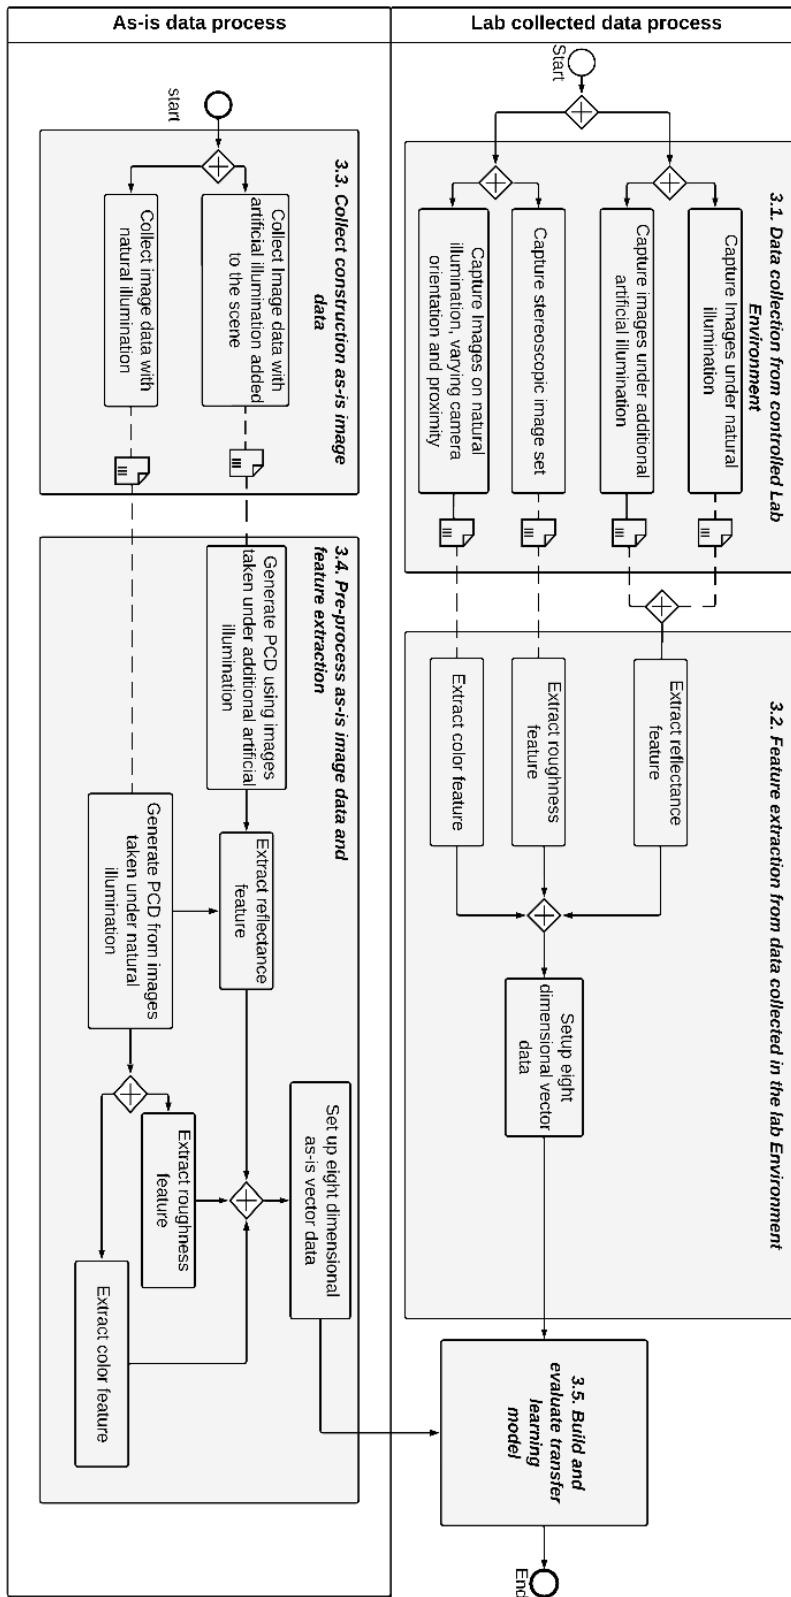 As-is data process
Lab collected data process
Start
3.1. Data collection from controlled Lab
Environment
Capture Images under natural
illumination
Capture images under additional
artificial illumination
Capture stereoscopic image set
Capture Images on natural
illumination, varying camera
orientation and proximity
3.2. Feature extraction from data collected in the lab Environment
Extract reflectance
feature
Extract roughness
feature
Extract color feature
Setup eight
dimensional vector
data
3.5. Build and
evaluate transfer
learning
model
End
start
3.3. Collect construction as-is image
data
Collect Image data with
artificial illumination added
to the scene
Collect image data with
natural illumination
3.4. Pre-process as-is image data and
feature extraction
Generate PCD using images
taken under additional artificial
illumination
Generate PCD from images
taken under natural
illumination
Extract reflectance
feature
Extract roughness
feature
Extract color feature
Set up eight dimensional
as-is vector data